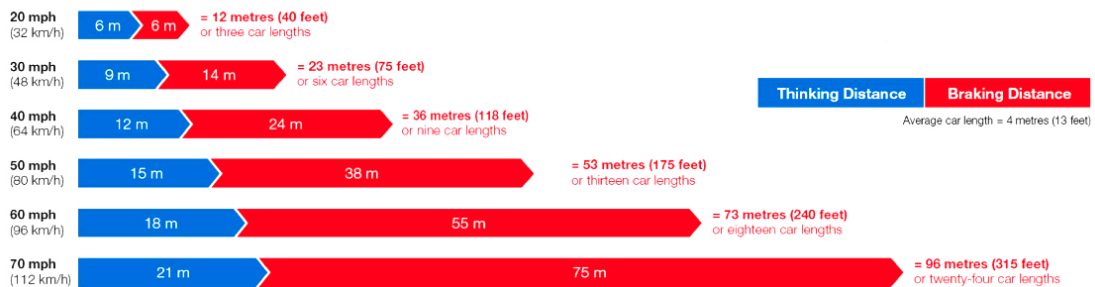 20 mph
(32 km/h)
6 m
6 m
= 12 metres (40 feet)
or three car lengths
30 mph
(48 km/h)
9 m
14 m
= 23 metres (75 feet)
or six car lengths
Thinking Distance
Braking Distance
Average car length = 4 metres (13 feet)
40 mph
(64 km/h)
12 m
24 m
= 36 metres (118 feet)
or nine car lengths
50 mph
(80 km/h)
15 m
38 m
= 53 metres (175 feet)
or thirteen car lengths
60 mph
(96 km/h)
18 m
55 m
= 73 metres (240 feet)
or eighteen car lengths
70 mph
(112 km/h)
21 m
75 m
= 96 metres (315 feet)
or twenty-four car lengths